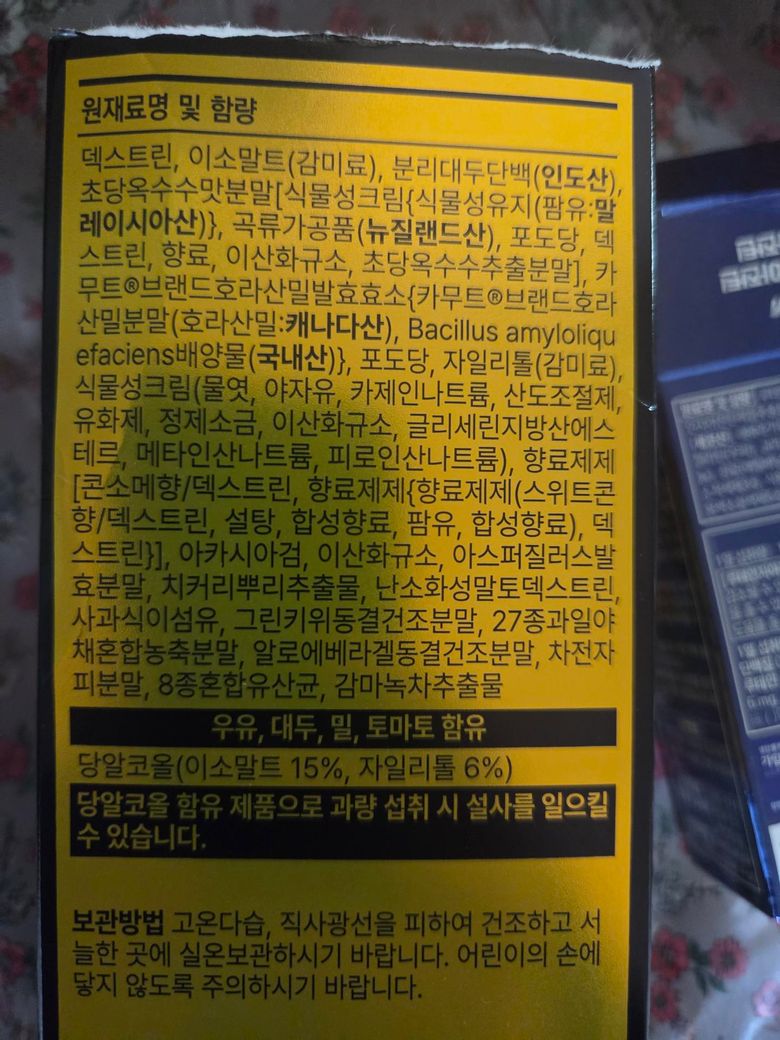 원재료명 및 함량
덱스트린, 이소말트(감미료), 분리대두단백(인도산),
초당옥수수맛분말[식물성크림{식물성유지(팜유:말
레이시아산)}, 곡류가공품(뉴질랜드산), 포도당, 덱
스트린, 향료, 이산화규소, 초당옥수수추출분말], 카
무트®브랜드호라산밀발효효소{카무트®브랜드호라
산밀분말(호라산밀:캐나다산), Bacillus amyloliqu
efaciens배양물(국내산)}, 포도당, 자일리톨(감미료),
식물성크림(물엿, 야자유, 카제인나트륨, 산도조절제,
유화제, 정제소금, 이산화규소, 글리세린지방산에스
테르, 메타인산나트륨, 피로인산나트륨), 향료제제
[콘소메향/덱스트린, 향료제제{향료제제(스위트콘
향/덱스트린, 설탕, 합성향료, 팜유, 합성향료), 덱
스트린}], 아카시아검, 이산화규소, 아스퍼질러스발
효분말, 치커리뿌리추출물, 난소화성말토덱스트린,
사과식이섬유, 그린키위동결건조분말, 27종과일야
채혼합농축분말, 알로에베라겔동결건조분말, 차전자
피분말, 8종혼합유산균, 감마녹차추출물
우유, 대두, 밀, 토마토 함유
당알코올(이소말트 15%, 자일리톨 6%)
당알코올 함유 제품으로 과량 섭취 시 설사를 일으킬
수 있습니다.
보관방법 고온다습, 직사광선을 피하여 건조하고 서
늘한 곳에 실온보관하시기 바랍니다. 어린이의 손에
닿지 않도록 주의하시기 바랍니다.